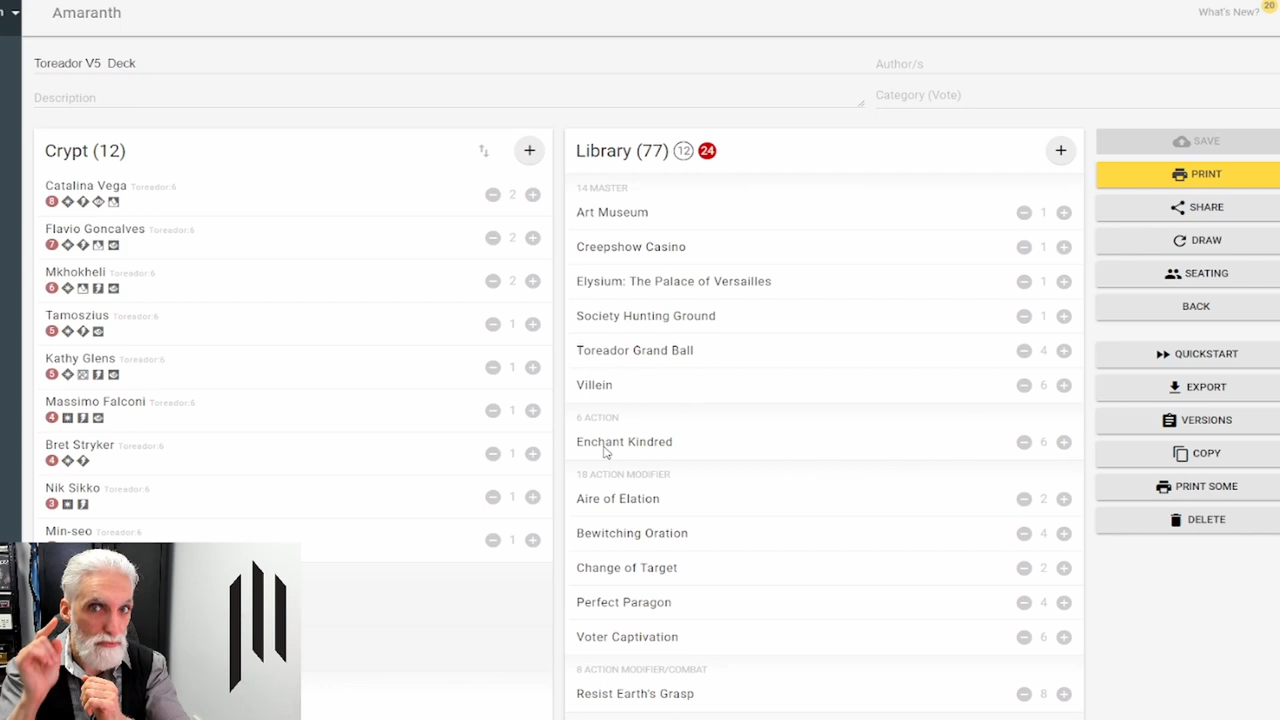 n
Amaranth
What's New?
20
Toreador V5 Deck
Author/s
Description
Category (Vote)
Crypt (12)
Catalina Vega Toreador:6
8
2
Flavio Goncalves Toreador:6
7
2
Mkhokheli Toreador:6
6
2
Tamoszius Toreador:6
5
1
Kathy Glens Toreador:6
5
1
Massimo Falconi Toreador:6
4
1
Bret Stryker Toreador:6
4
1
Nik Sikko Toreador:6
3
1
Min-seo Toreador:6
1
Library (77) 12 24
14 MASTER
Art Museum 1
Creepshow Casino 1
Elysium: The Palace of Versailles 1
Society Hunting Ground 1
Toreador Grand Ball 4
Villein 6
6 ACTION
Enchant Kindred 6
18 ACTION MODIFIER
Aire of Elation 2
Bewitching Oration 4
Change of Target 2
Perfect Paragon 4
Voter Captivation 6
8 ACTION MODIFIER/COMBAT
Resist Earth's Grasp 8
SAVE
PRINT
SHARE
DRAW
SEATING
BACK
QUICKSTART
EXPORT
VERSIONS
COPY
PRINT SOME
DELETE